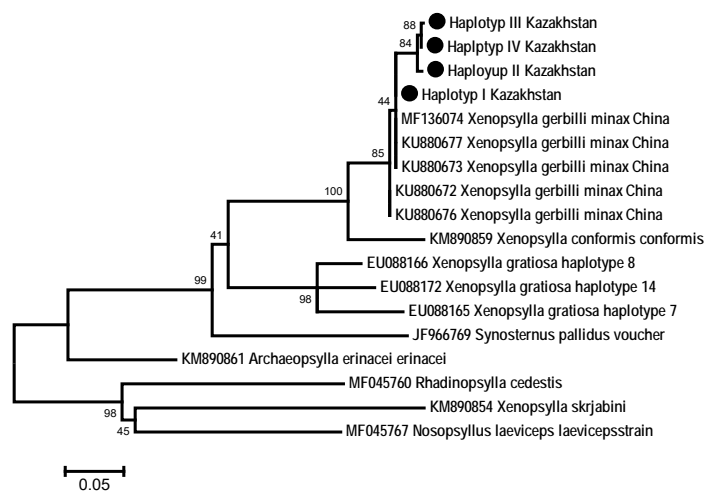 88
Haplotyp III Kazakhstan
84
Haplptyp IV Kazakhstan
Haployup II Kazakhstan
Haplotyp I Kazakhstan
44
MF136074 Xenopsylla gerbilli minax China
KU880677 Xenopsylla gerbilli minax China
85
KU880673 Xenopsylla gerbilli minax China
100
KU880672 Xenopsylla gerbilli minax China
KU880676 Xenopsylla gerbilli minax China
41
KM890859 Xenopsylla conformis conformis
EU088166 Xenopsylla gratiosa haplotype 8
99
EU088172 Xenopsylla gratiosa haplotype 14
98
EU088165 Xenopsylla gratiosa haplotype 7
JF966769 Synosternus pallidus voucher
KM890861 Archaeopsylla erinacei erinacei
MF045760 Rhadinopsylla cedestis
98
KM890854 Xenopsylla skrjabini
45
MF045767 Nosopsyllus laeviceps laevicepsstrain
0.05